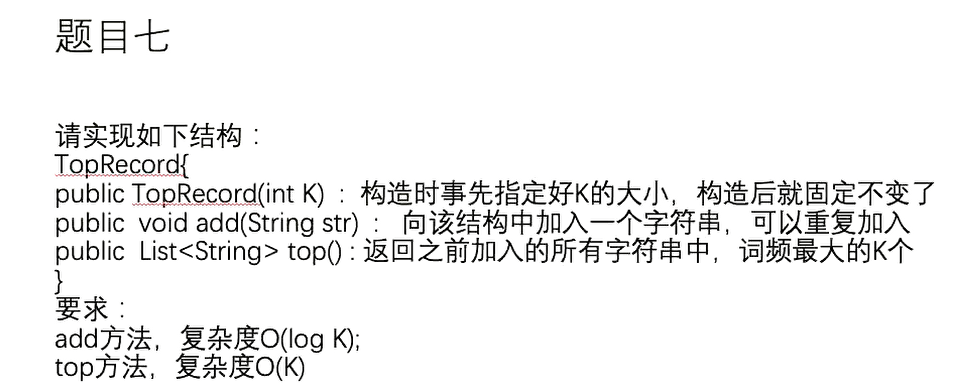 题目七
请实现如下结构：
TopRecord{
public TopRecord(int K) ： 构造时事先指定好K的大小，构造后就固定不变了
public  void add(String str) ： 向该结构中加入一个字符串，可以重复加入
public  List<String> top() : 返回之前加入的所有字符串中，词频最大的K个
}
要求：
add方法，复杂度O(log K);
top方法，复杂度O(K)